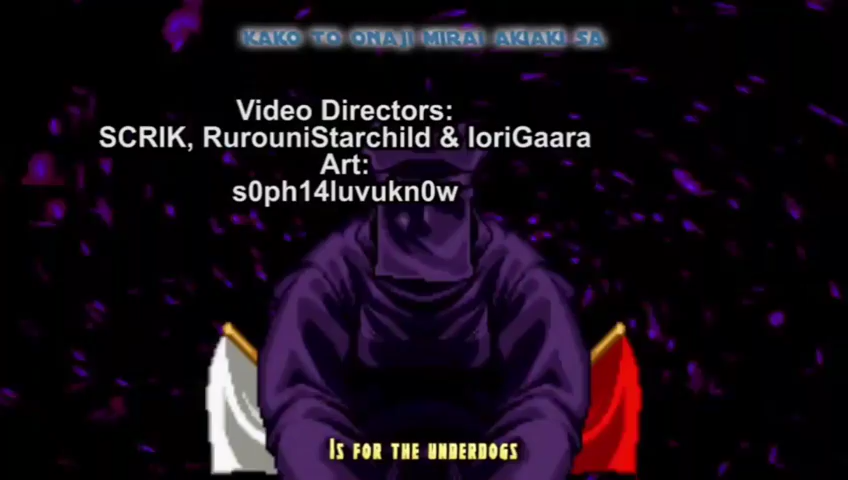 KAKO TO ONAJI MIRAI AKIAKI SA
Video Directors:
SCRIK, RurouniStarchild & IoriGaara
Art:
s0ph14luvukn0w
IS FOR THE UNDERDOGS